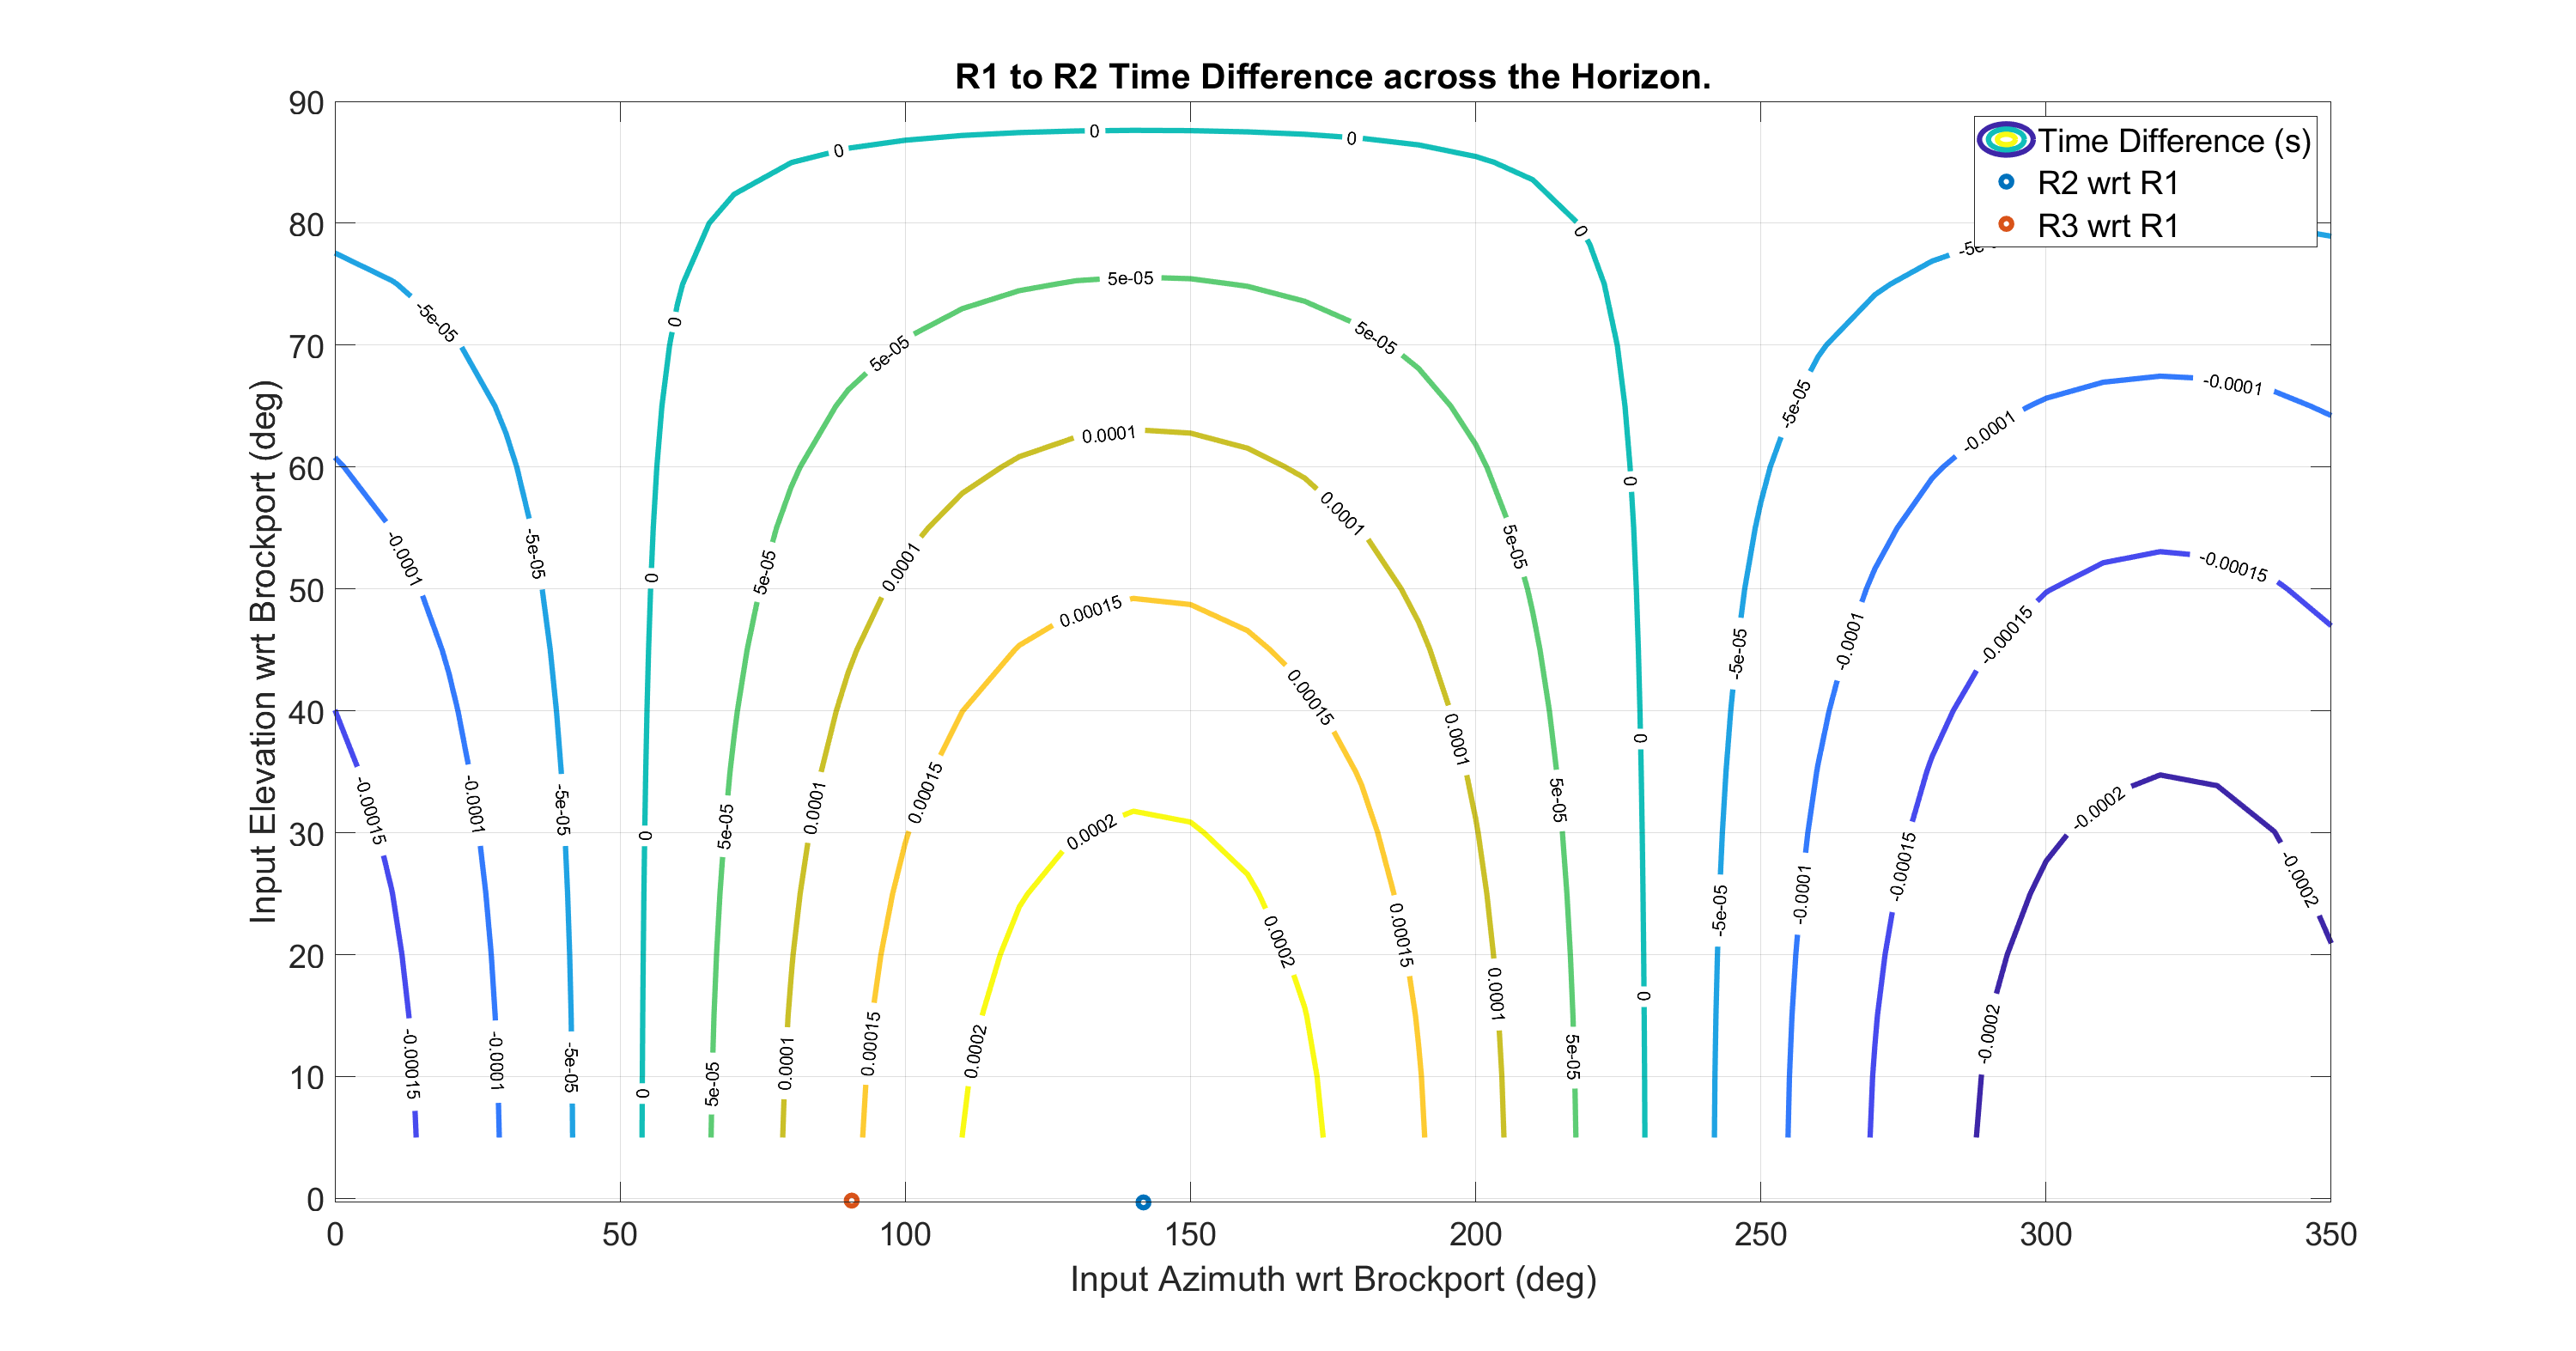 R1 to R2 Time Difference across the Horizon.
Time Difference (s)
R2 wrt R1
R3 wrt R1
Input Elevation wrt Brockport (deg)
90
80
70
60
50
40
30
20
10
0
0
0
0
0
0
0
0
0
0
0
0
0
-5e-05
-5e-05
-5e-05
-5e-05
-0.0001
-0.0001
-0.0001
-0.00015
-0.00015
5e-05
5e-05
5e-05
5e-05
5e-05
5e-05
5e-05
5e-05
5e-05
0.0001
0.0001
0.0001
0.0001
0.0001
0.0001
0.0001
0.00015
0.00015
0.00015
0.00015
0.00015
0.0002
0.0002
0.0002
-5e-05
-5e-05
-5e-05
-0.0001
-0.0001
-0.0001
-0.0001
-0.00015
-0.00015
-0.00015
-0.0002
-0.0002
-0.0002
0 50 100 150 200 250 300 350
Input Azimuth wrt Brockport (deg)